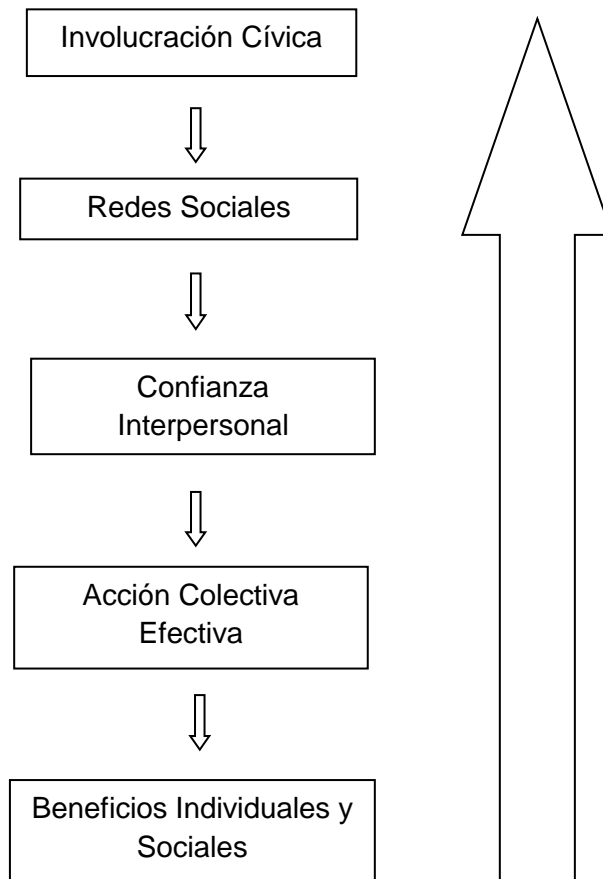 Involucración Cívica
Redes Sociales
Confianza
Interpersonal
Acción Colectiva
Efectiva
Beneficios Individuales y
Sociales